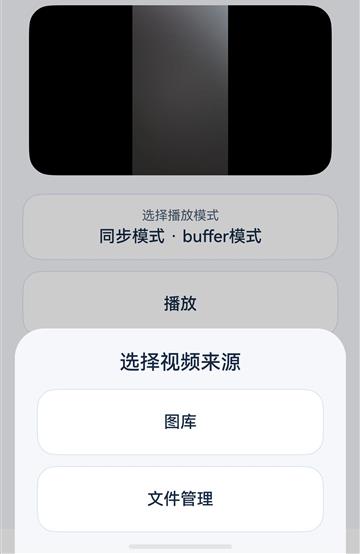 选择播放模式
同步模式 · buffer模式
播放
选择视频来源
图库
文件管理